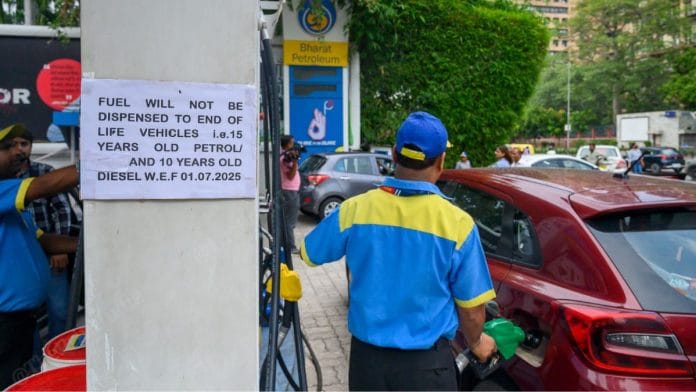 FUEL WILL NOT BE
DISPENSED TO END OF
LIFE VEHICLES i.e.15
YEARS OLD PETROL/
AND 10 YEARS OLD
DIESEL W.E.F 01.07.2025
Bharat
Petroleum
OR